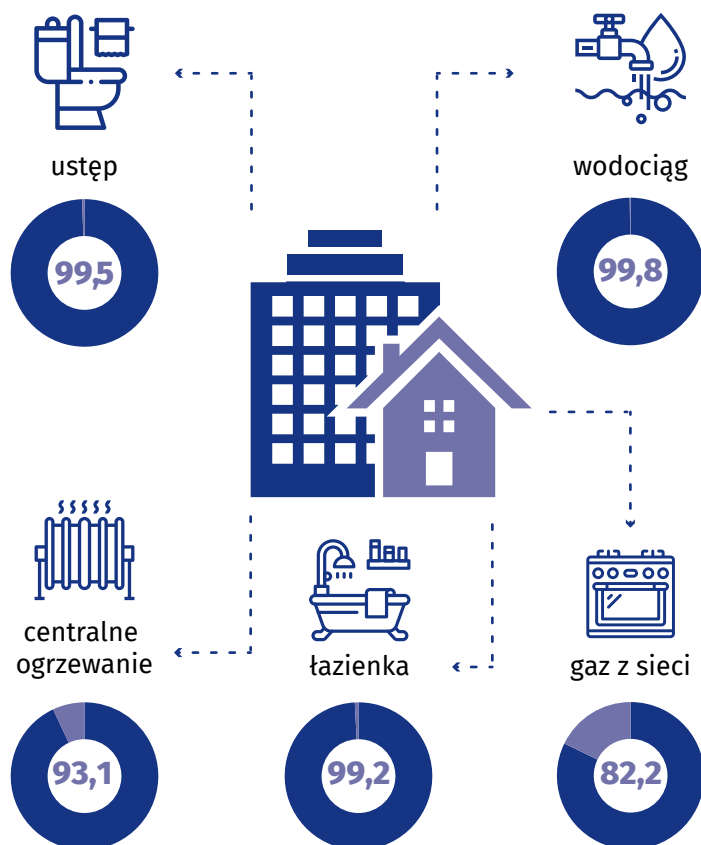 ustęp
99,5
wodociąg
99,8
centralne
ogrzewanie
93,1
łazienka
99,2
gaz z sieci
82,2